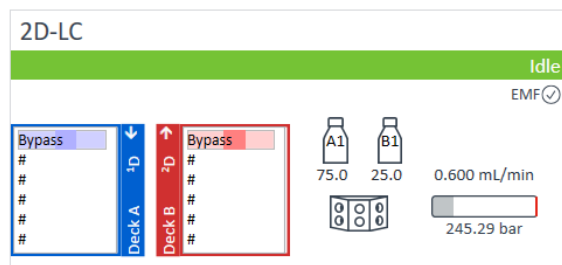 2D-LC
Idle
EMF
Bypass
#
#
#
#
#
Deck A ¹D
Deck B ²D
Bypass
#
#
#
#
#
A1
B1
75.0
25.0
0.600 mL/min
245.29 bar